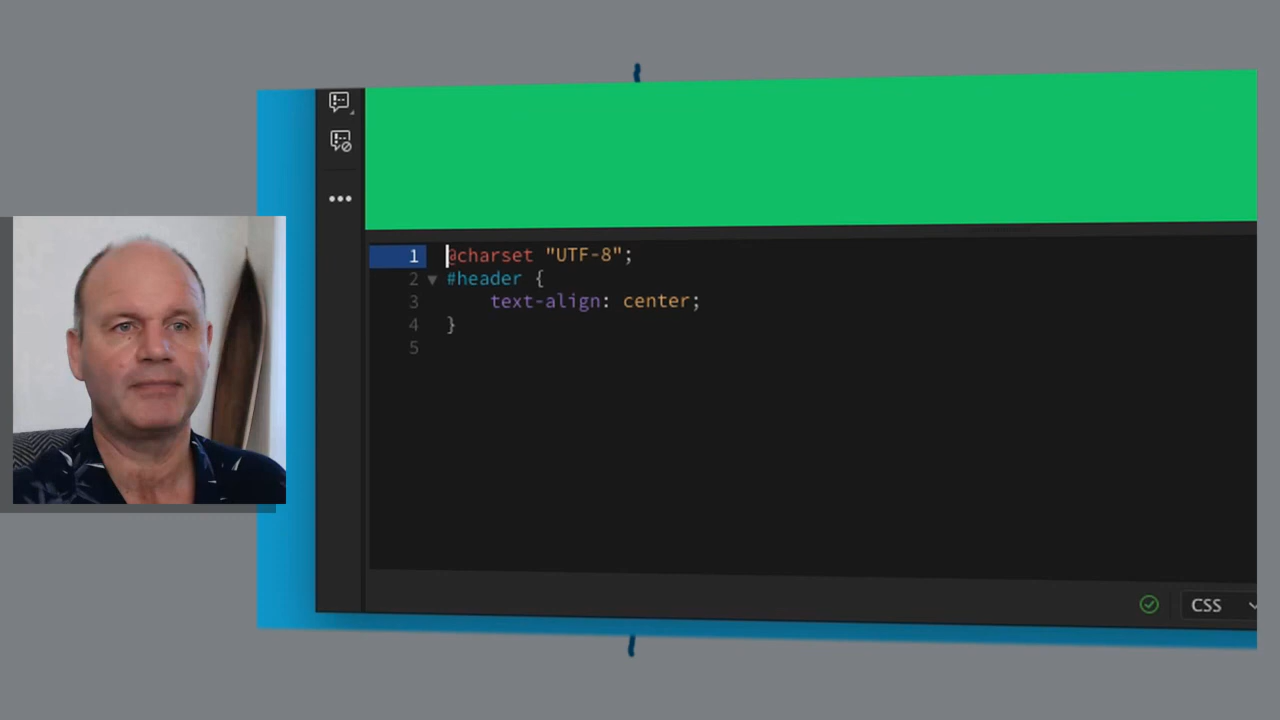 1 @charset "UTF-8";
2 #header {
3 text-align: center;
4 }
5
CSS